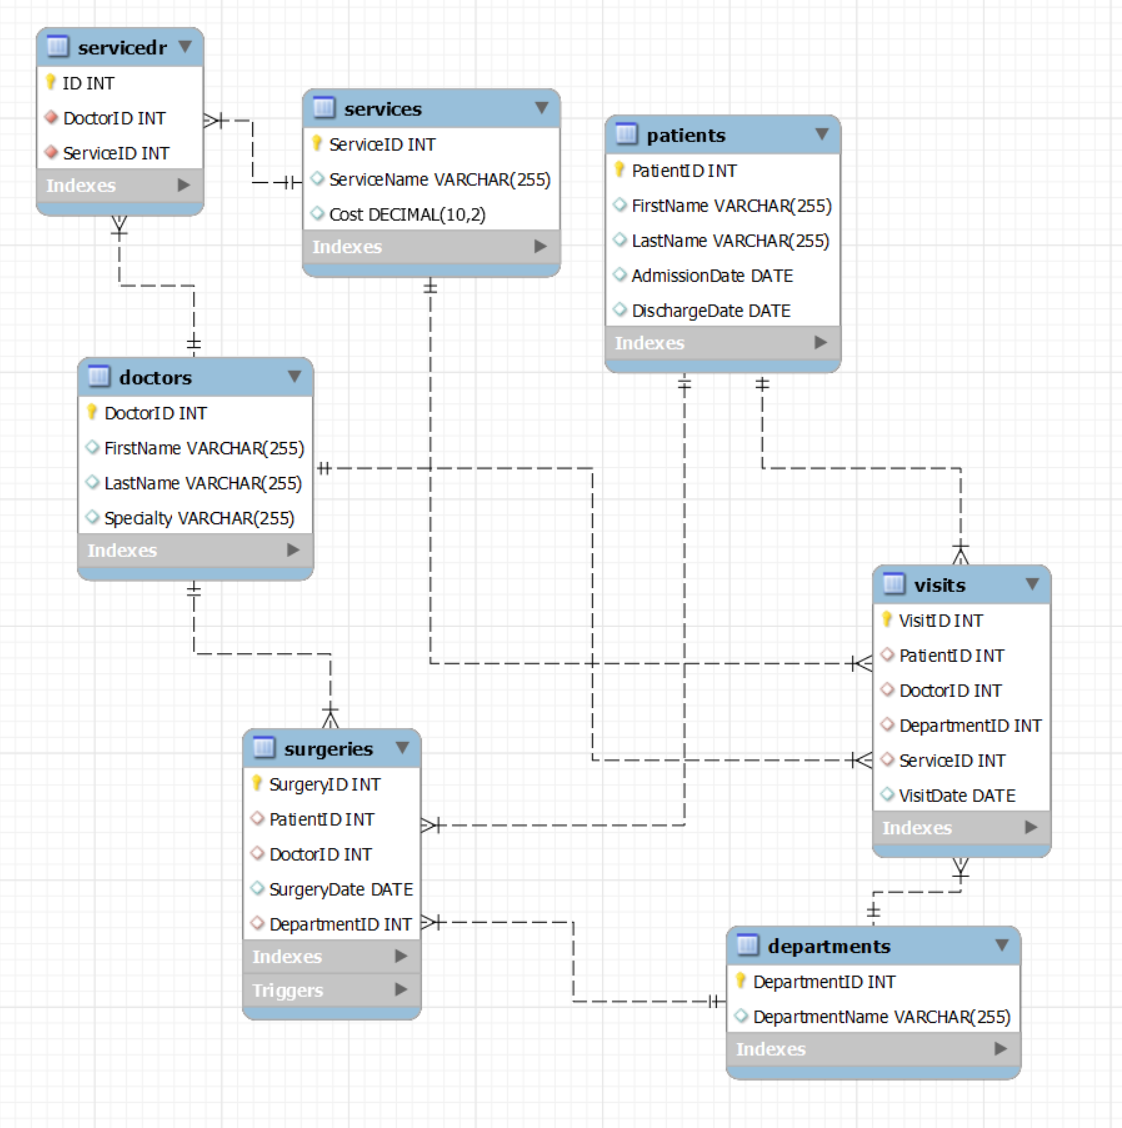 servicedr
ID INT
DoctorID INT
ServiceID INT
Indexes
services
ServiceID INT
ServiceName VARCHAR(255)
Cost DECIMAL(10,2)
Indexes
patients
PatientID INT
FirstName VARCHAR(255)
LastName VARCHAR(255)
AdmissionDate DATE
DischargeDate DATE
Indexes
doctors
DoctorID INT
FirstName VARCHAR(255)
LastName VARCHAR(255)
Specialty VARCHAR(255)
Indexes
visits
VisitID INT
PatientID INT
DoctorID INT
DepartmentID INT
ServiceID INT
VisitDate DATE
Indexes
surgeries
SurgeryID INT
PatientID INT
DoctorID INT
SurgeryDate DATE
DepartmentID INT
Indexes
Triggers
departments
DepartmentID INT
DepartmentName VARCHAR(255)
Indexes